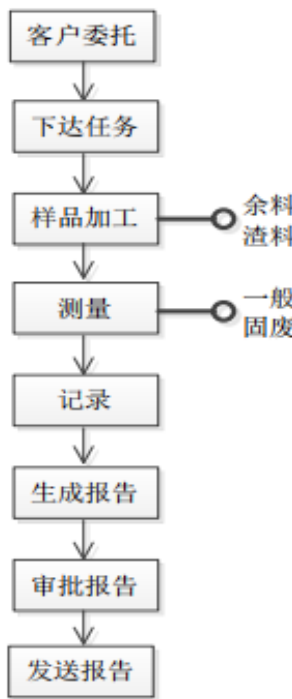 客户委托
下达任务
样品加工
余料
渣料
测量
一般
固废
记录
生成报告
审批报告
发送报告